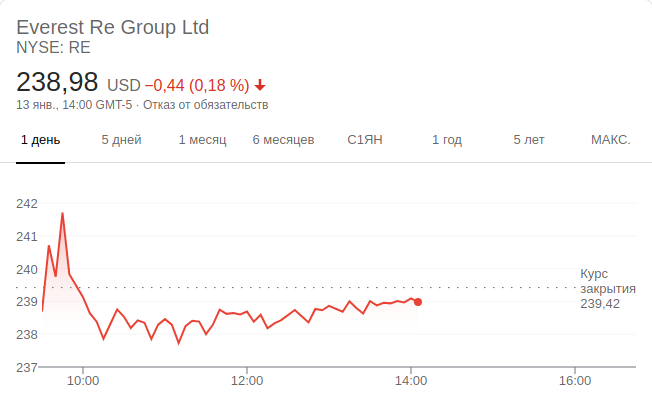 Everest Re Group Ltd
NYSE: RE
238,98 USD −0,44 (0,18 %)
13 янв., 14:00 GMT-5 · Отказ от обязательств
1 день 5 дней 1 месяц 6 месяцев С1ЯН 1 год 5 лет МАКС.
242
241
240
239
238
237
Курс
закрытия
239,42
10:00 12:00 14:00 16:00